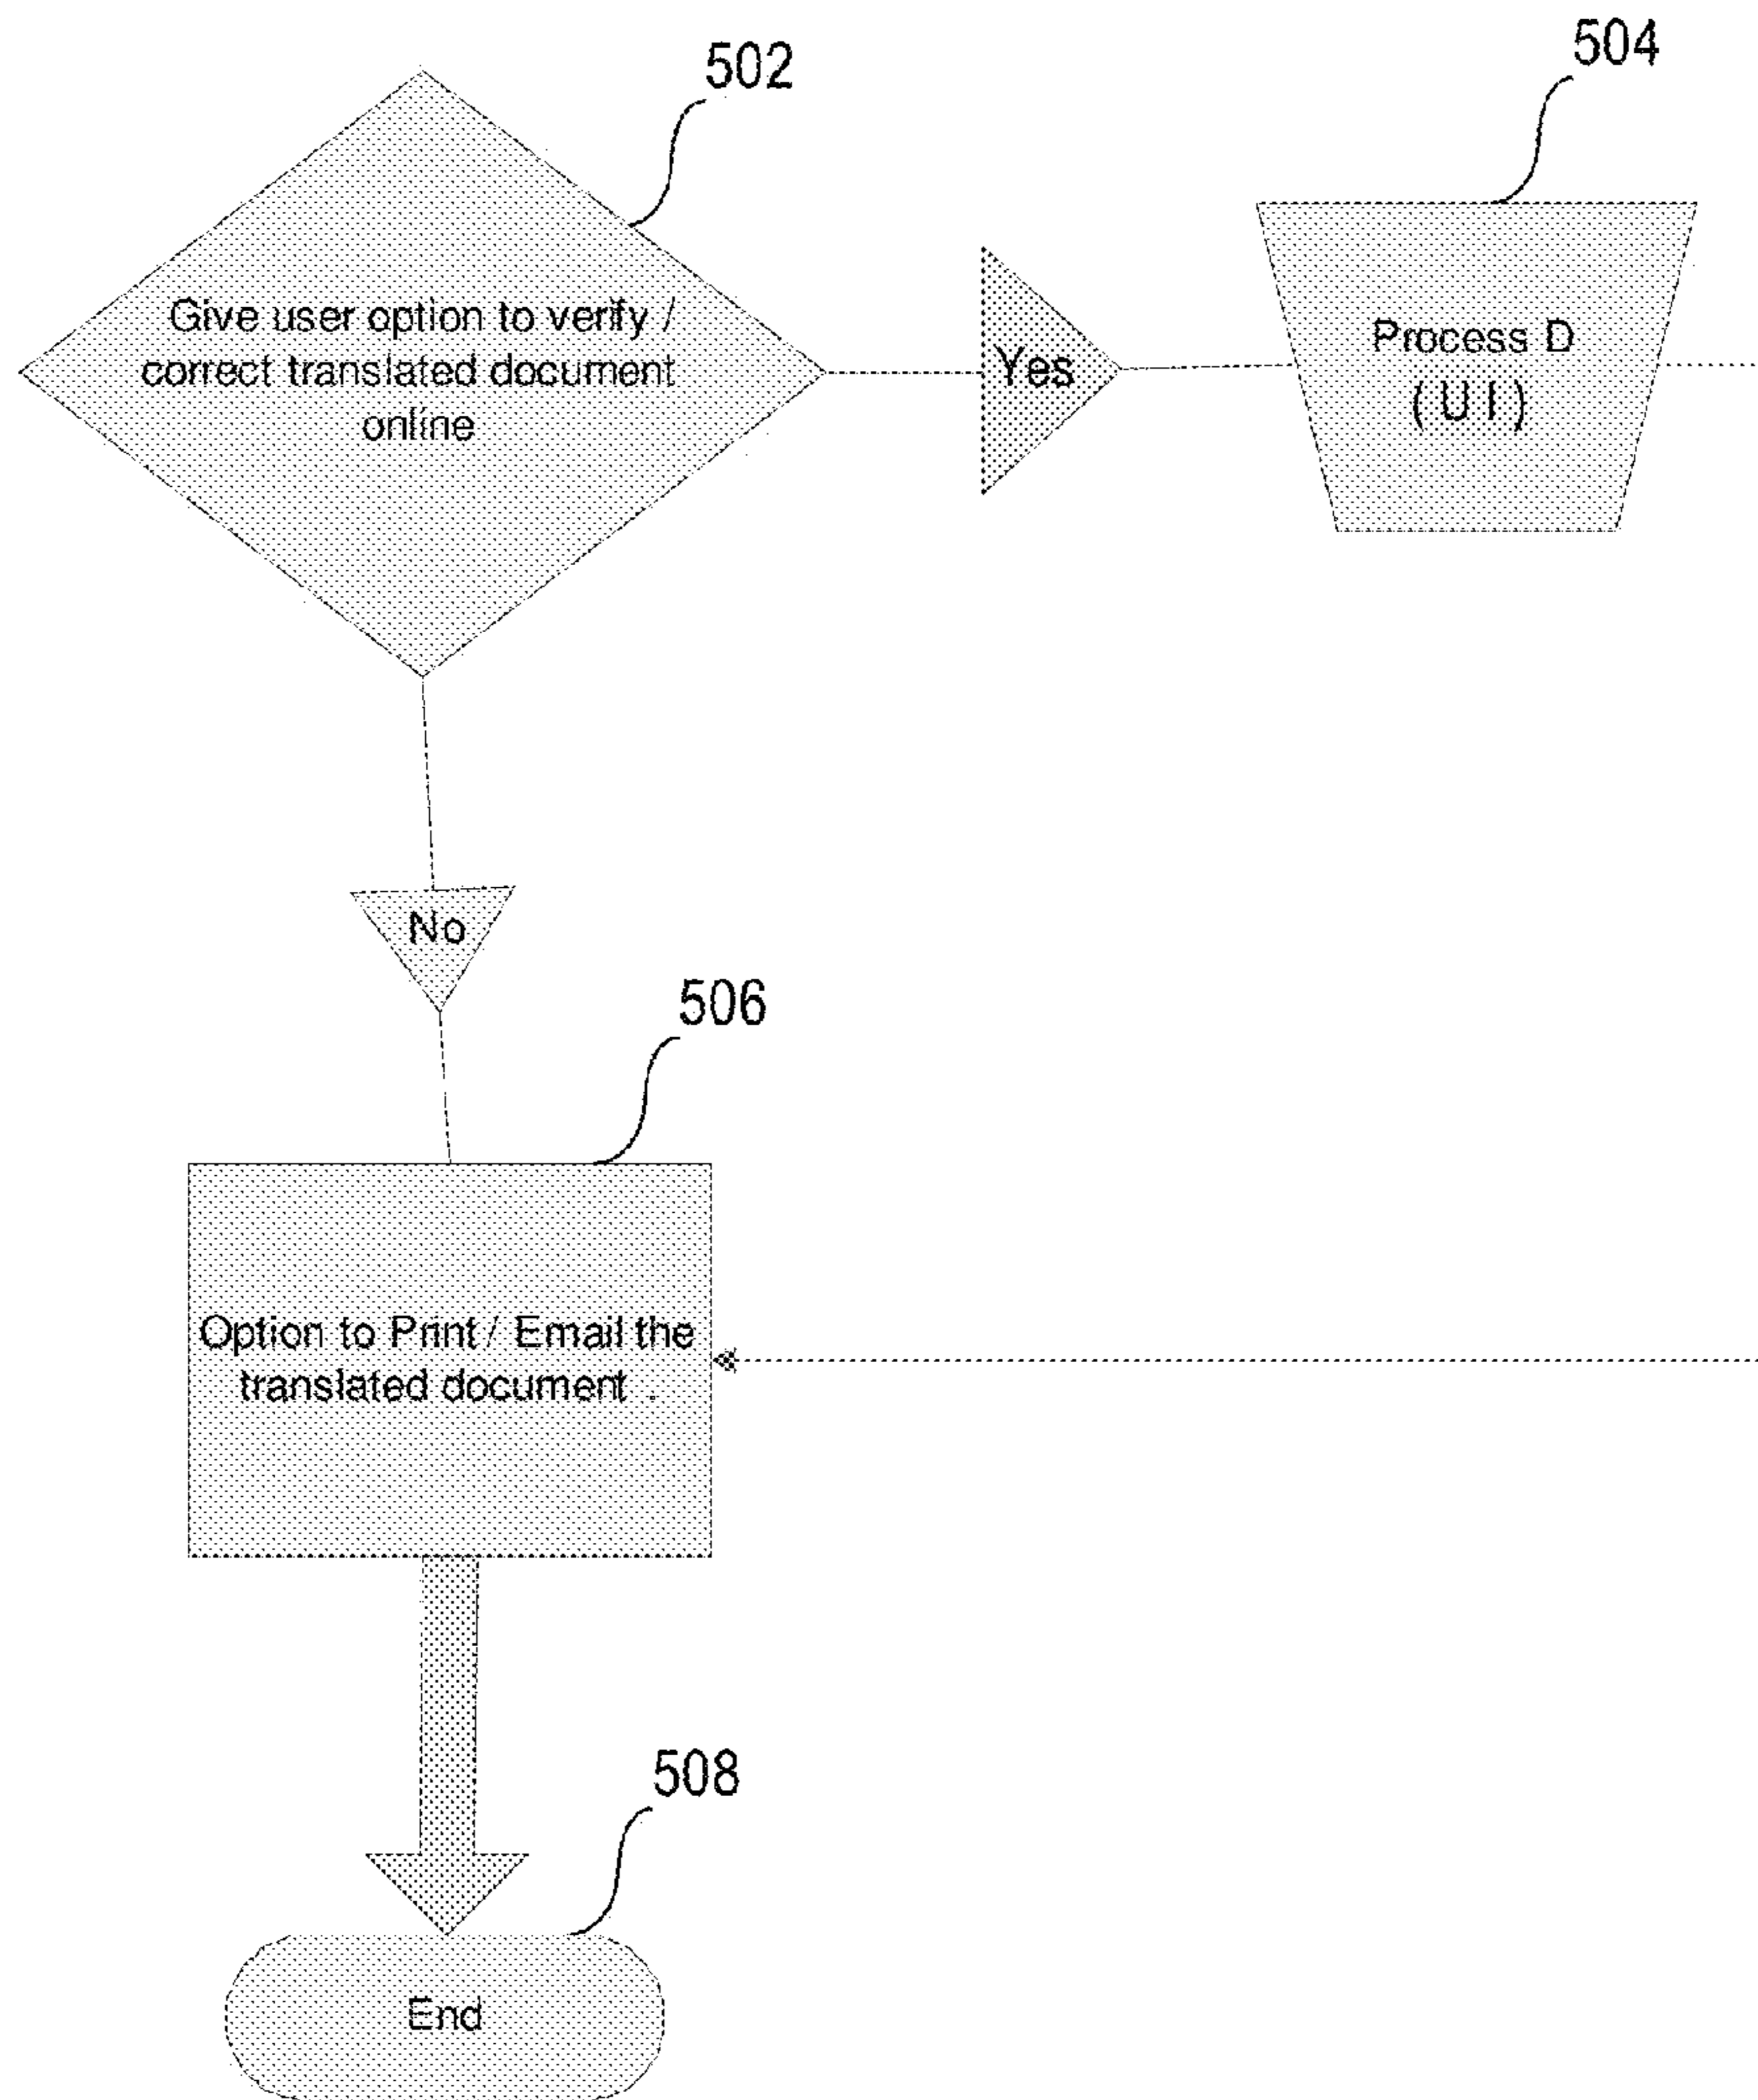 502
504
Give user option to verify /
correct translated document
online
Yes
Process D
( U I )
No
506
Option to Print / Email the
translated document .
508
End